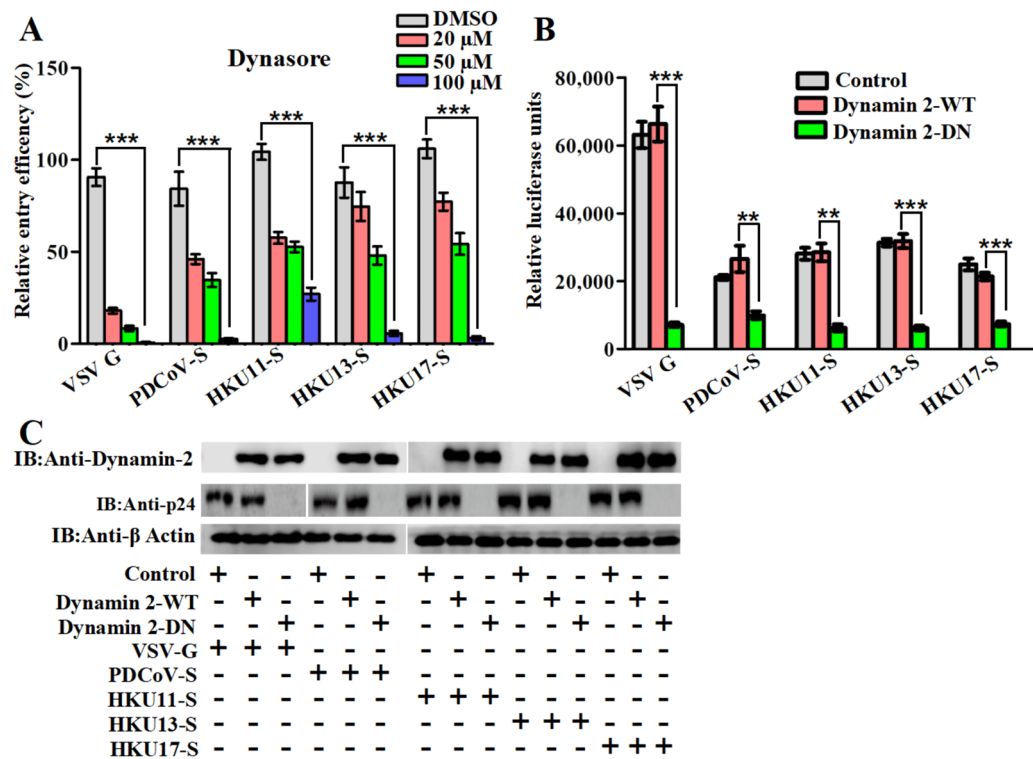 A
Dynasore
DMSO
20 μM
50 μM
100 μM
Relative entry efficency (%)
150
100
50
0
***
***
***
***
***
VSV G
PDCoV-S
HKU11-S
HKU13-S
HKU17-S
B
Control
Dynamin 2-WT
Dynamin 2-DN
Relative luciferase units
80,000
60,000
40,000
20,000
0
***
**
**
***
***
VSV G
PDCoV-S
HKU11-S
HKU13-S
HKU17-S
C
IB:Anti-Dynamin-2
IB:Anti-p24
IB:Anti-β Actin
Control + - - + - - + - - + - - + - -
Dynamin 2-WT - + - - + - - + - - + - - + -
Dynamin 2-DN - - + - - + - - + - - + - - +
VSV-G + + + - - - - - - - - - - - -
PDCoV-S - - - + + + - - - - - - - - -
HKU11-S - - - - - - + + + - - - - - -
HKU13-S - - - - - - - - - + + + - - -
HKU17-S - - - - - - - - - - - - + + +